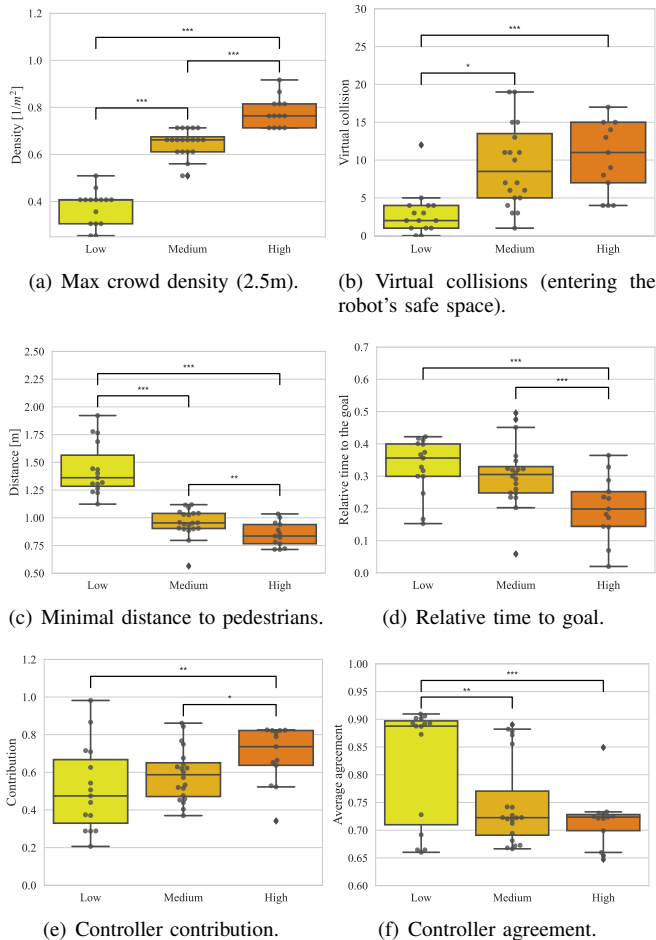 1.2
1.0
0.8
0.6
0.4
Density [1/m²]
***
***
***
Low
Medium
High
(a) Max crowd density (2.5m).
30
25
20
15
10
5
0
Virtual collision
***
*
Low
Medium
High
(b) Virtual collisions (entering the
robot's safe space).
2.50
2.25
2.00
1.75
1.50
1.25
1.00
0.75
0.50
Distance [m]
***
***
**
Low
Medium
High
(c) Minimal distance to pedestrians.
0.7
0.6
0.5
0.4
0.3
0.2
0.1
0.0
Relative time to the goal
***
***
Low
Medium
High
(d) Relative time to goal.
1.2
1.0
0.8
0.6
0.4
0.2
0.0
Contribution
**
*
Low
Medium
High
(e) Controller contribution.
1.00
0.95
0.90
0.85
0.80
0.75
0.70
0.65
0.60
Average agreement
***
**
Low
Medium
High
(f) Controller agreement.